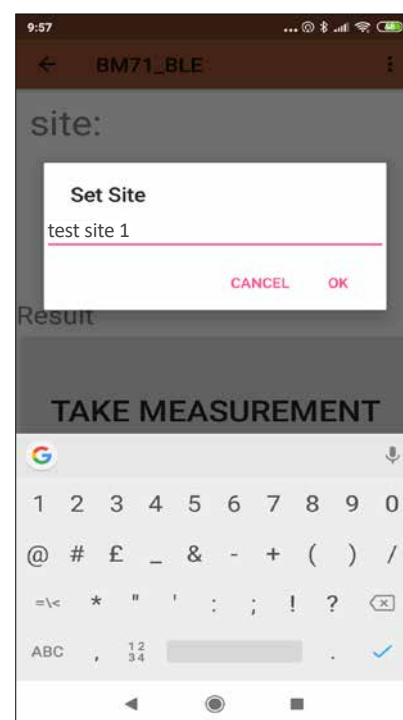 9:57
BM71_BLE
site:
Set Site
test site 1
CANCEL OK
Result
TAKE MEASUREMENT
G
1 2 3 4 5 6 7 8 9 0
@ # £ _ & - + ( ) /
=\< * " ' : ; ! ?
ABC , 12 34 .